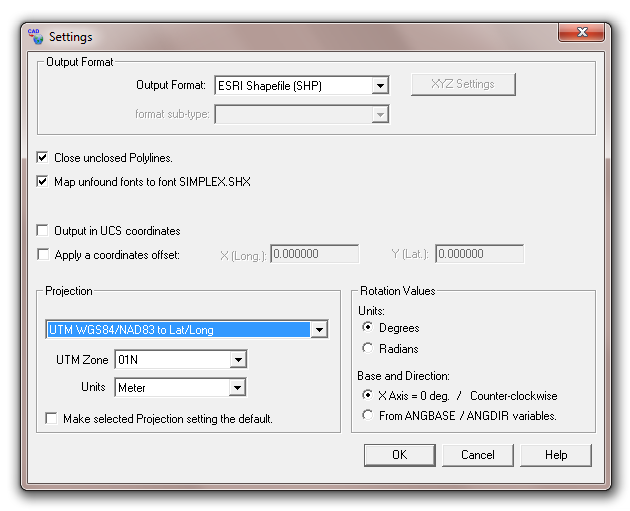 CAD
Settings
Output Format
Output Format: ESRI Shapefile (SHP) XYZ Settings
format sub-type:
Close unclosed Polylines.
Map unfound fonts to font SIMPLEX.SHX
Output in UCS coordinates
Apply a coordinates offset: X (Long.): 0.000000 Y (Lat.): 0.000000
Projection
UTM WGS84/NAD83 to Lat/Long
UTM Zone 01N
Units Meter
Make selected Projection setting the default.
Rotation Values
Units:
Degrees
Radians
Base and Direction:
X Axis = 0 deg. / Counter-clockwise
From ANGBASE / ANGDIR variables.
OK Cancel Help